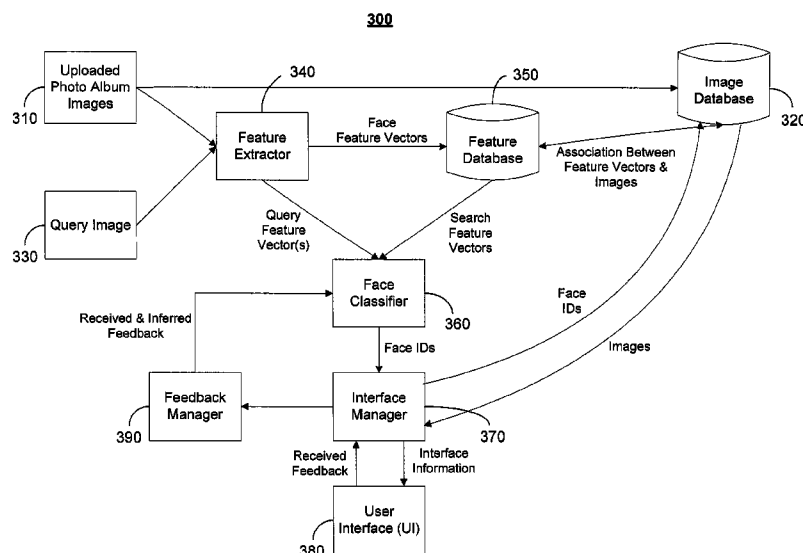 300
Uploaded
Photo Album
Images
310
340
350
Image
Database
320
Feature
Extractor
Face
Feature Vectors
Feature
Database
Association Between
Feature Vectors &
Images
Query Image
330
Query
Feature
Vector(s)
Search
Feature
Vectors
Face
Classifier
360
Received & Inferred
Feedback
Face IDs
Face
IDs
Images
Feedback
Manager
390
Interface
Manager
370
Received
Feedback
Interface
Information
User
Interface (UI)
380